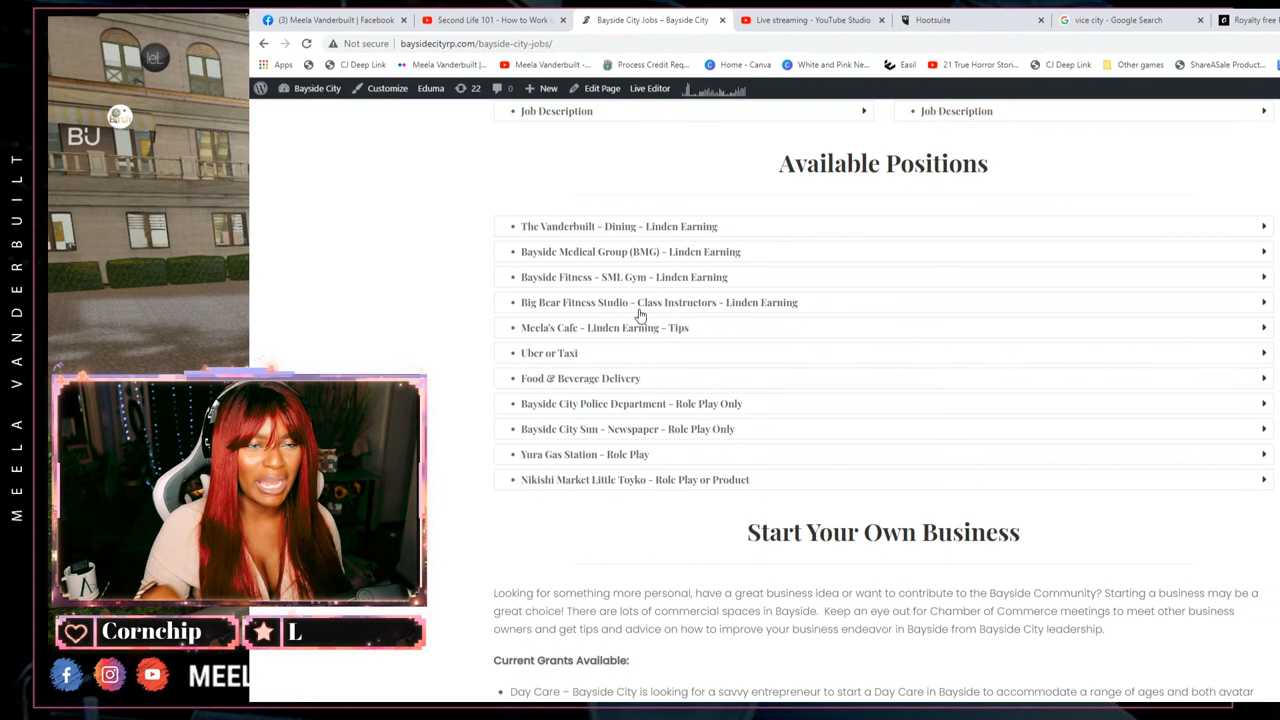 (3) Meela Vanderbuilt | Facebook
Second Life 101 - How to Work in
Bayside City Jobs – Bayside City
Live streaming - YouTube Studio
Hootsuite
vice city - Google Search
Royalty free
Not secure | baysidecityrp.com/bayside-city-jobs/
Apps
CJ Deep Link
Meela Vanderbuilt |...
Meela Vanderbuilt -...
Process Credit Req...
Home - Canva
White and Pink Ne...
Easil
21 True Horror Stori...
CJ Deep Link
Other games
ShareASale Product...
Bayside City
Customize
Eduma
22
0
New
Edit Page
Live Editor
Job Description
Job Description
Available Positions
The Vanderbuilt - Dining - Linden Earning
Bayside Medical Group (BMG) - Linden Earning
Bayside Fitness - SML Gym - Linden Earning
Big Bear Fitness Studio - Class Instructors - Linden Earning
Meela's Cafe - Linden Earning - Tips
Uber or Taxi
Food & Beverage Delivery
Bayside City Police Department - Role Play Only
Bayside City Sun - Newspaper - Role Play Only
Yura Gas Station - Role Play
Nikishi Market Little Toyko - Role Play or Product
Start Your Own Business
Looking for something more personal, have a great business idea or want to contribute to the Bayside Community? Starting a business may be a
great choice! There are lots of commercial spaces in Bayside. Keep an eye out for Chamber of Commerce meetings to meet other business
owners and get tips and advice on how to improve your business endeavor in Bayside from Bayside City leadership.
Current Grants Available:
Day Care – Bayside City is looking for a savvy entrepreneur to start a Day Care in Bayside to accommodate a range of ages and both avatar
MEELA VANDERBUILT
BIJ
Cornchip
L
MEEL